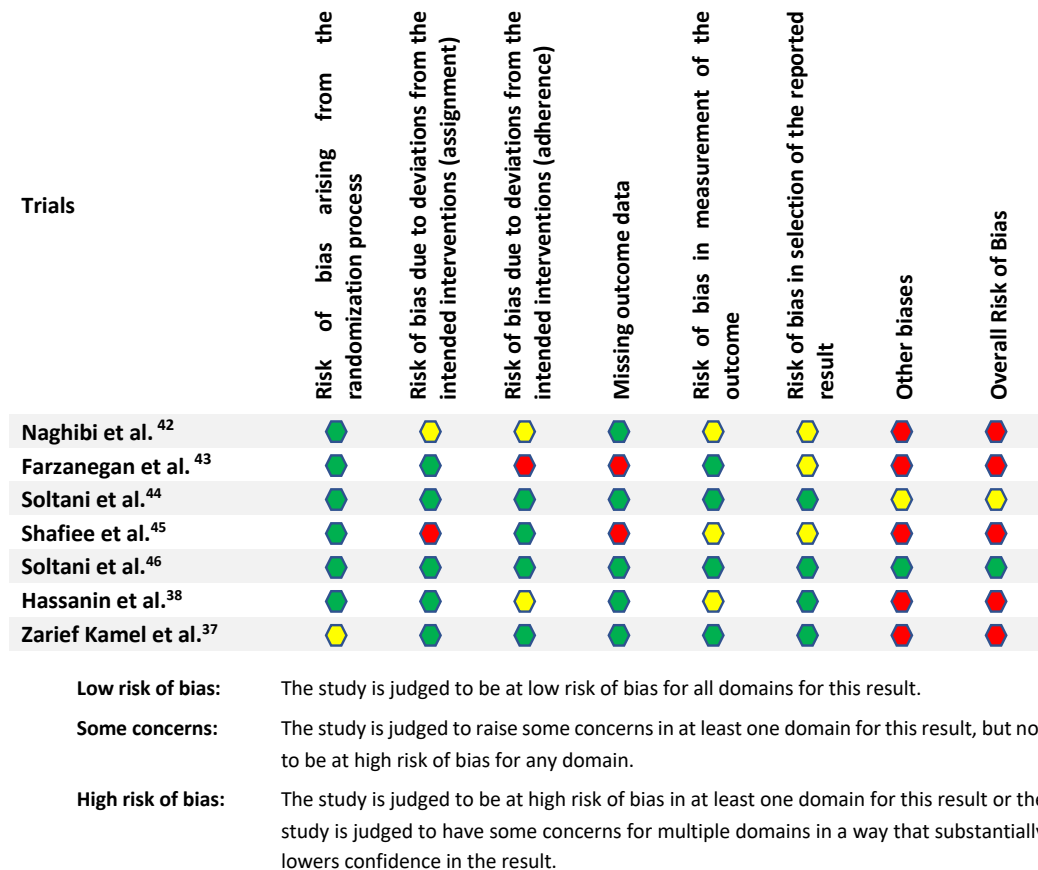 Trials
Risk of bias arising from the
randomization process
Risk of bias due to deviations from the
intended interventions (assignment)
Risk of bias due to deviations from the
intended interventions (adherence)
Missing outcome data
Risk of bias in measurement of the
outcome
Risk of bias in selection of the reported
result
Other biases
Overall Risk of Bias
Naghibi et al. 42
Farzanegan et al. 43
Soltani et al.44
Shafiee et al.45
Soltani et al.46
Hassanin et al.38
Zarief Kamel et al.37
Low risk of bias: The study is judged to be at low risk of bias for all domains for this result.
Some concerns: The study is judged to raise some concerns in at least one domain for this result, but no
to be at high risk of bias for any domain.
High risk of bias: The study is judged to be at high risk of bias in at least one domain for this result or the
study is judged to have some concerns for multiple domains in a way that substantially
lowers confidence in the result.